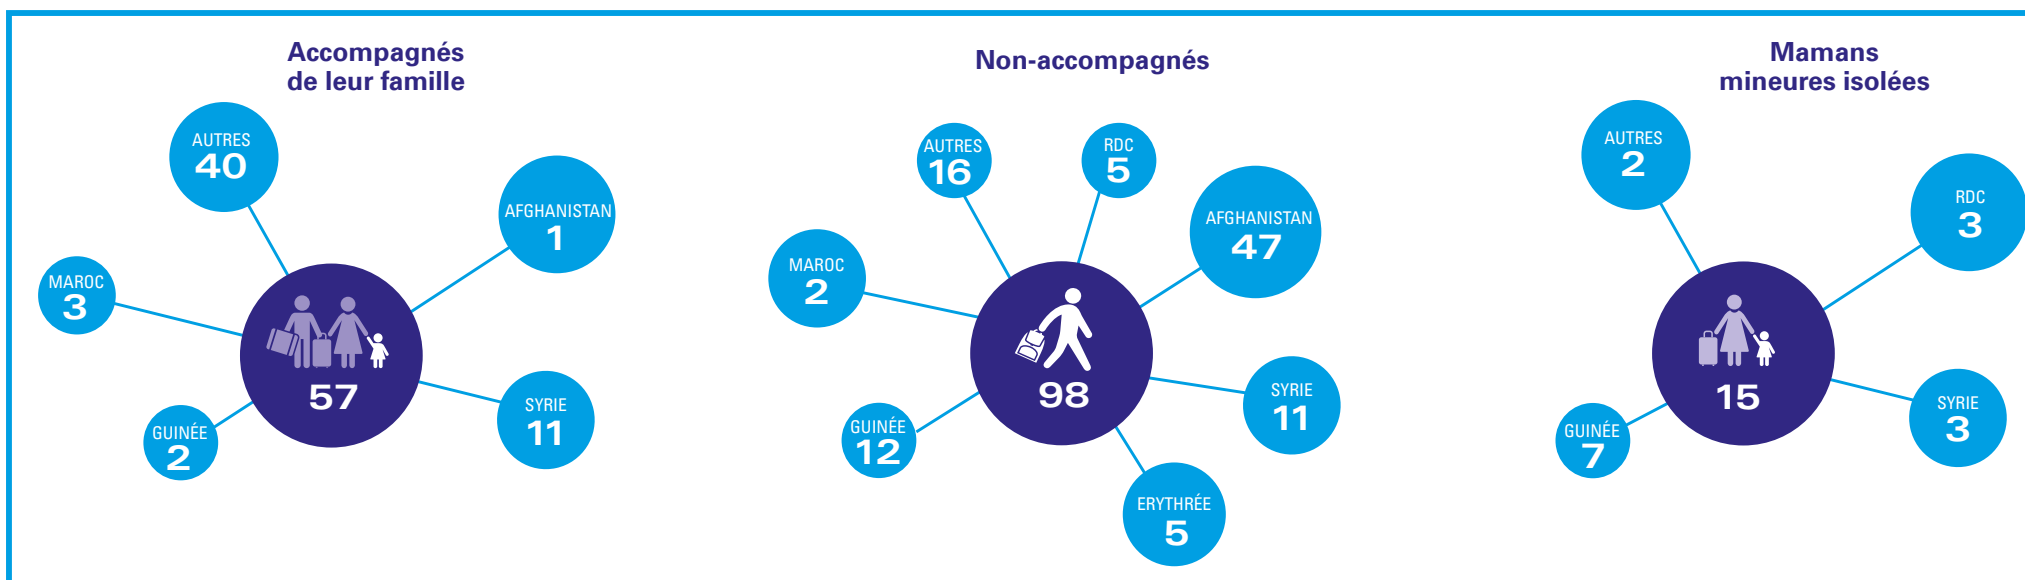 Accompagnés
de leur famille
AUTRES
40
AFGHANISTAN
1
MAROC
3
57
SYRIE
11
GUINÉE
2
Non-accompagnés
AUTRES
16
RDC
5
AFGHANISTAN
47
MAROC
2
98
SYRIE
11
GUINÉE
12
ERYTHRÉE
5
Mamans
mineures isolées
AUTRES
2
RDC
3
15
SYRIE
3
GUINÉE
7